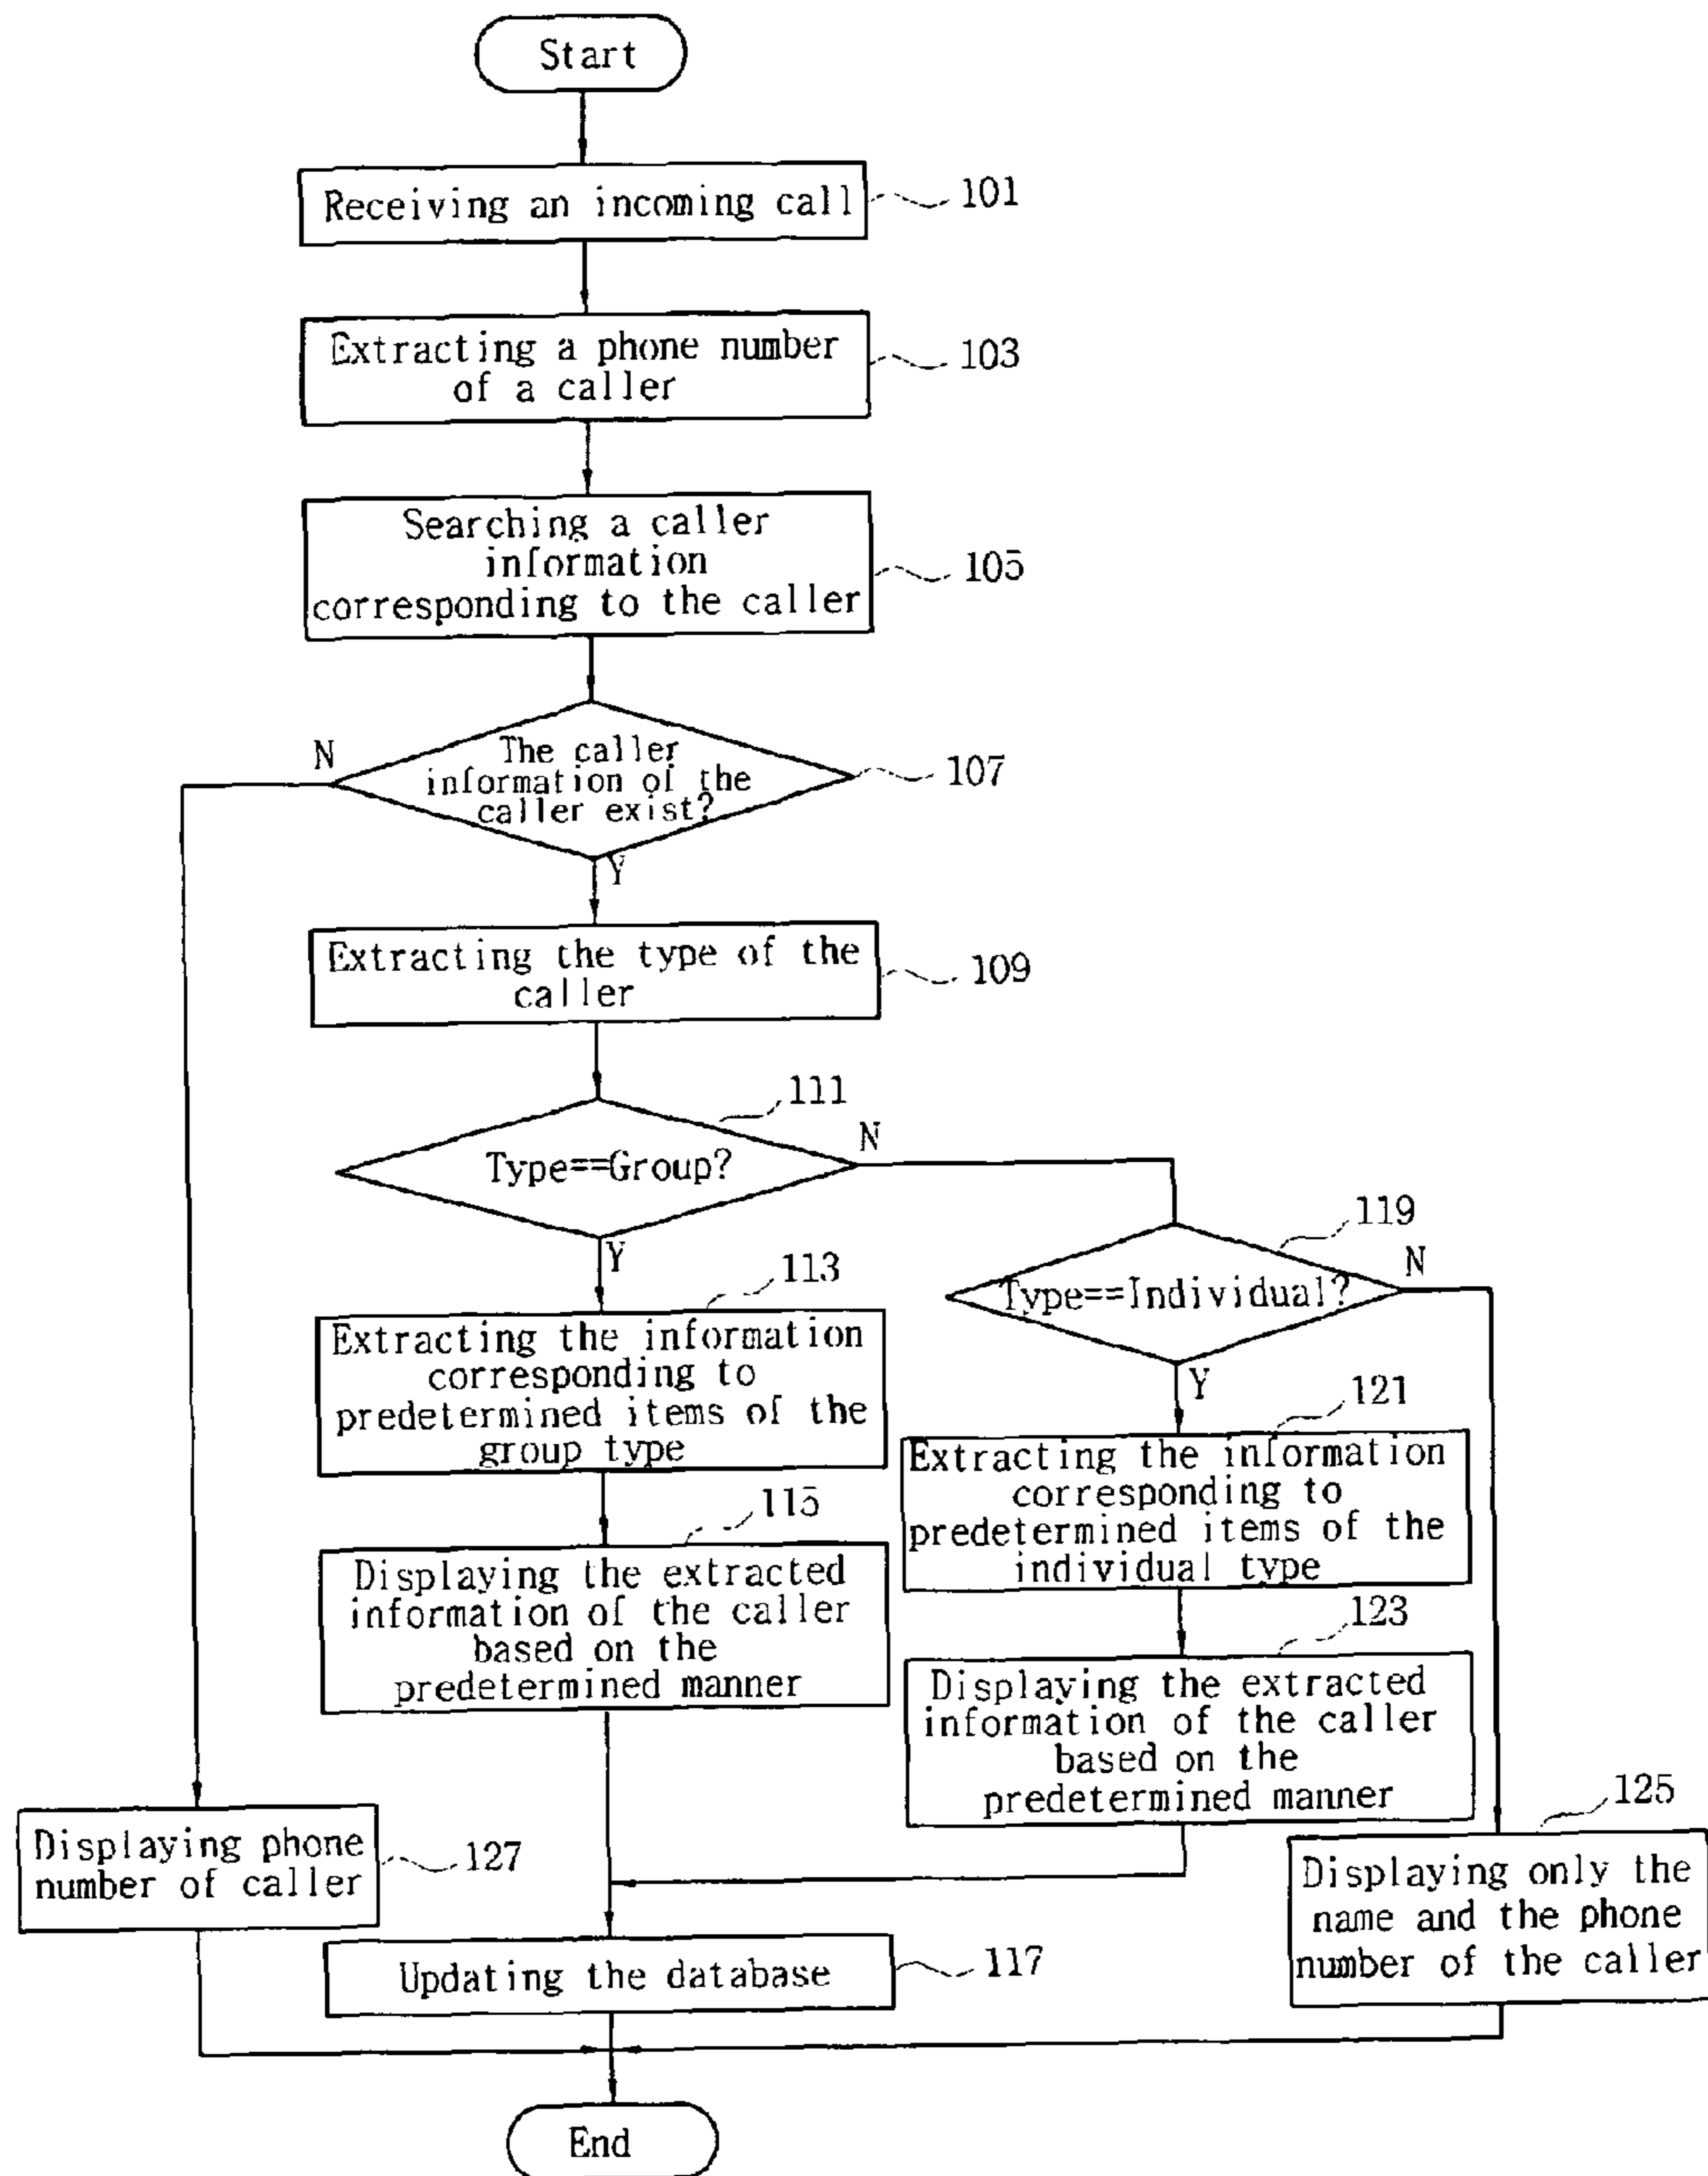 Start
Receiving an incoming call
101
Extracting a phone number
of a caller
103
Searching a caller
information
corresponding to the caller
105
N
The caller
information of the
caller exist?
107
Y
Extracting the type of the
caller
109
111
Type==Group?
N
Y
119
Type==Individual?
N
Y
113
Extracting the information
corresponding to
predetermined items of the
group type
121
Extracting the information
corresponding to
predetermined items of the
individual type
115
Displaying the extracted
information of the caller
based on the
predetermined manner
123
Displaying the extracted
information of the caller
based on the
predetermined manner
125
Displaying only the
name and the phone
number of the caller
Displaying phone
number of caller
127
Updating the database
117
End